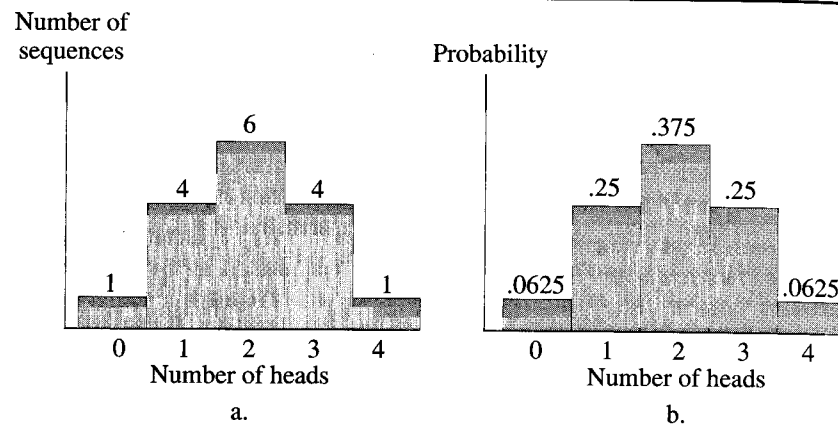 Number of
sequences
6
4
4
1
1
0 1 2 3 4
Number of heads
a.
Probability
.375
.25
.25
.0625
.0625
0 1 2 3 4
Number of heads
b.